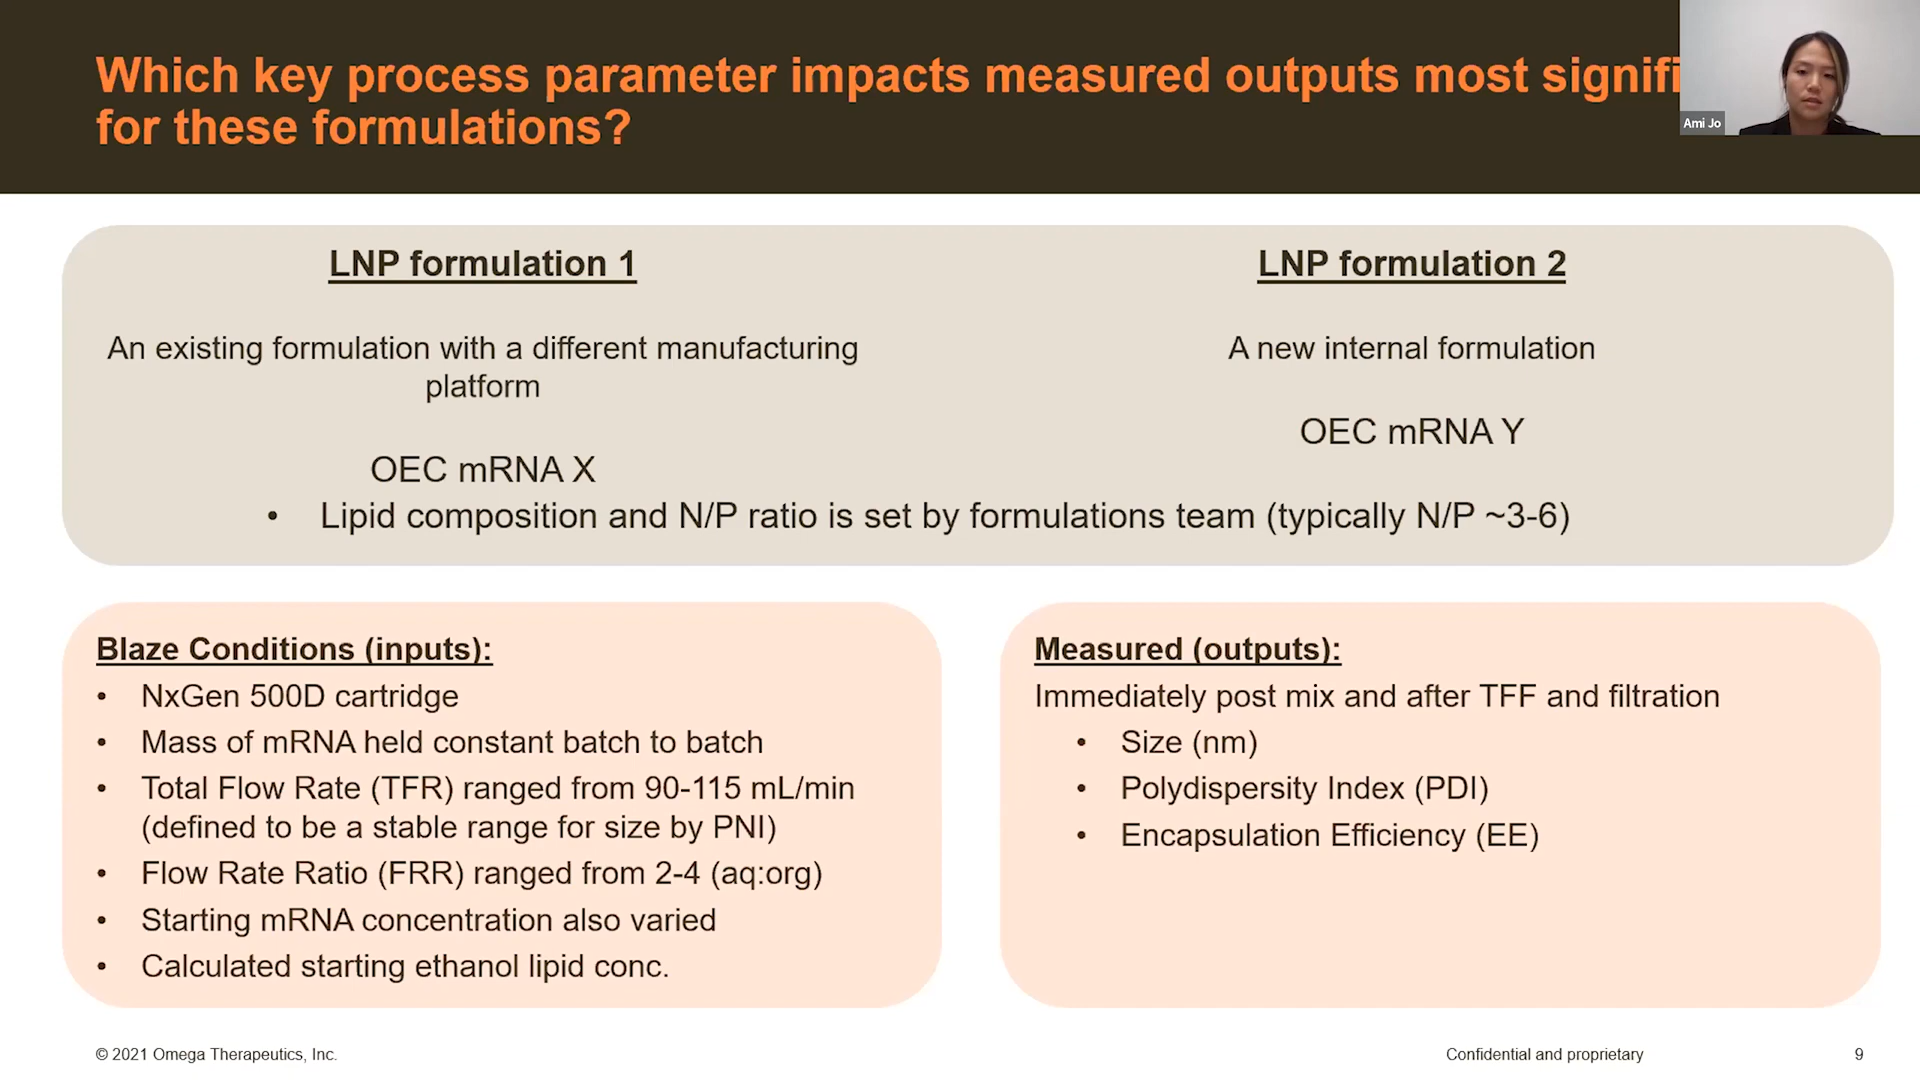 Which key process parameter impacts measured outputs most signifi
for these formulations?
Ami Jo
LNP formulation 1
An existing formulation with a different manufacturing
platform
OEC mRNA X
LNP formulation 2
A new internal formulation
OEC mRNA Y
• Lipid composition and N/P ratio is set by formulations team (typically N/P ~3-6)
Blaze Conditions (inputs):
• NxGen 500D cartridge
• Mass of mRNA held constant batch to batch
• Total Flow Rate (TFR) ranged from 90-115 mL/min
(defined to be a stable range for size by PNI)
• Flow Rate Ratio (FRR) ranged from 2-4 (aq:org)
• Starting mRNA concentration also varied
• Calculated starting ethanol lipid conc.
Measured (outputs):
Immediately post mix and after TFF and filtration
• Size (nm)
• Polydispersity Index (PDI)
• Encapsulation Efficiency (EE)
© 2021 Omega Therapeutics, Inc.
Confidential and proprietary
9